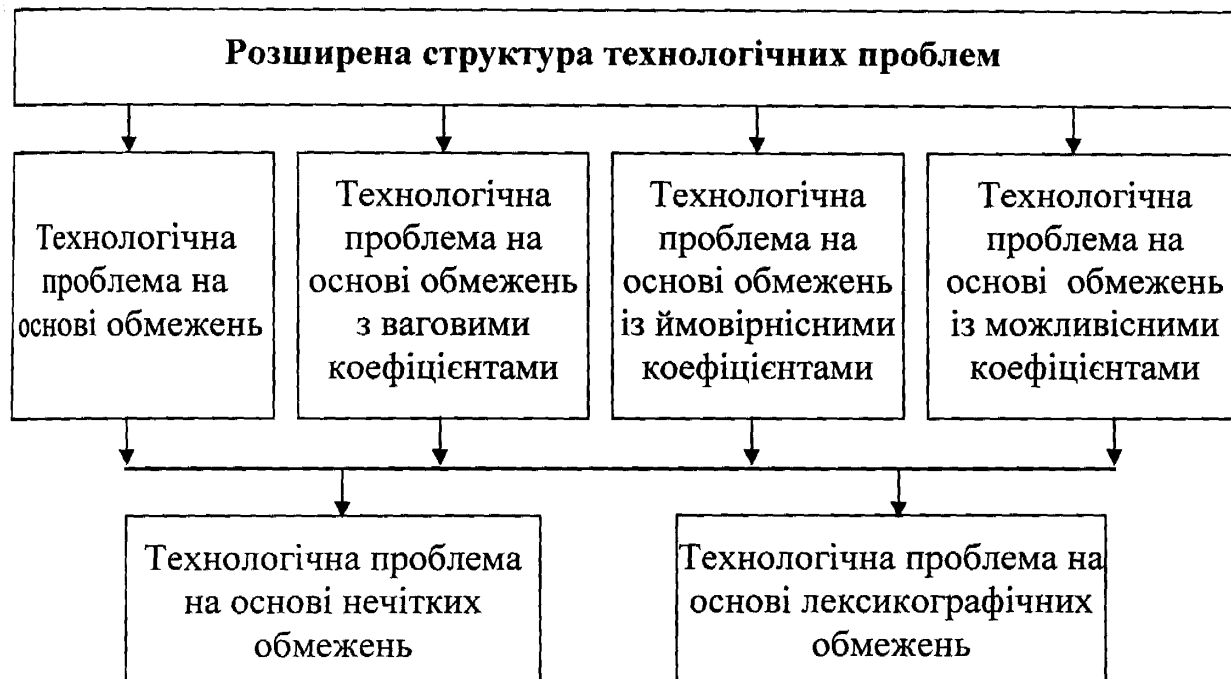 Розширена структура технологічних проблем
Технологічна
проблема на
основі обмежень
Технологічна
проблема на
основі обмежень
з ваговими
коефіцієнтами
Технологічна
проблема на
основі обмежень
із ймовірнісними
коефіцієнтами
Технологічна
проблема на
основі обмежень
із можливісними
коефіцієнтами
Технологічна проблема
на основі нечітких
обмежень
Технологічна проблема на
основі лексикографічних
обмежень